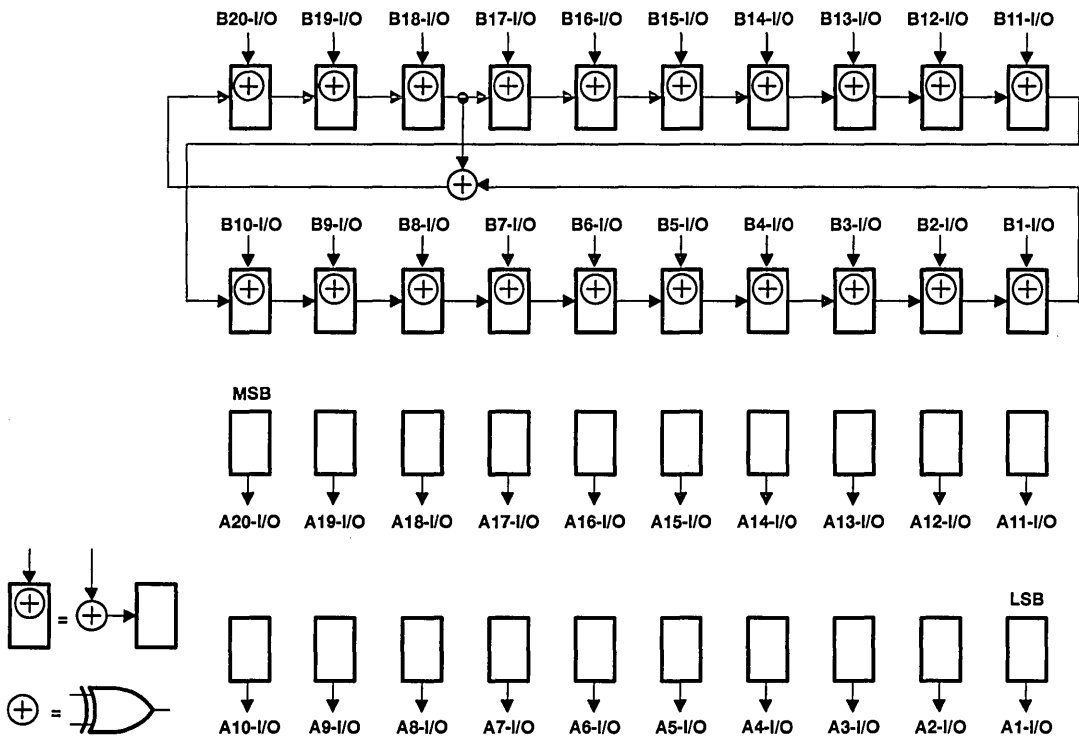 B20-I/O B19-I/O B18-I/O B17-I/O B16-I/O B15-I/O B14-I/O B13-I/O B12-I/O B11-I/O
B10-I/O B9-I/O B8-I/O B7-I/O B6-I/O B5-I/O B4-I/O B3-I/O B2-I/O B1-I/O
MSB
A20-I/O A19-I/O A18-I/O A17-I/O A16-I/O A15-I/O A14-I/O A13-I/O A12-I/O A11-I/O
LSB
=
=
A10-I/O A9-I/O A8-I/O A7-I/O A6-I/O A5-I/O A4-I/O A3-I/O A2-I/O A1-I/O